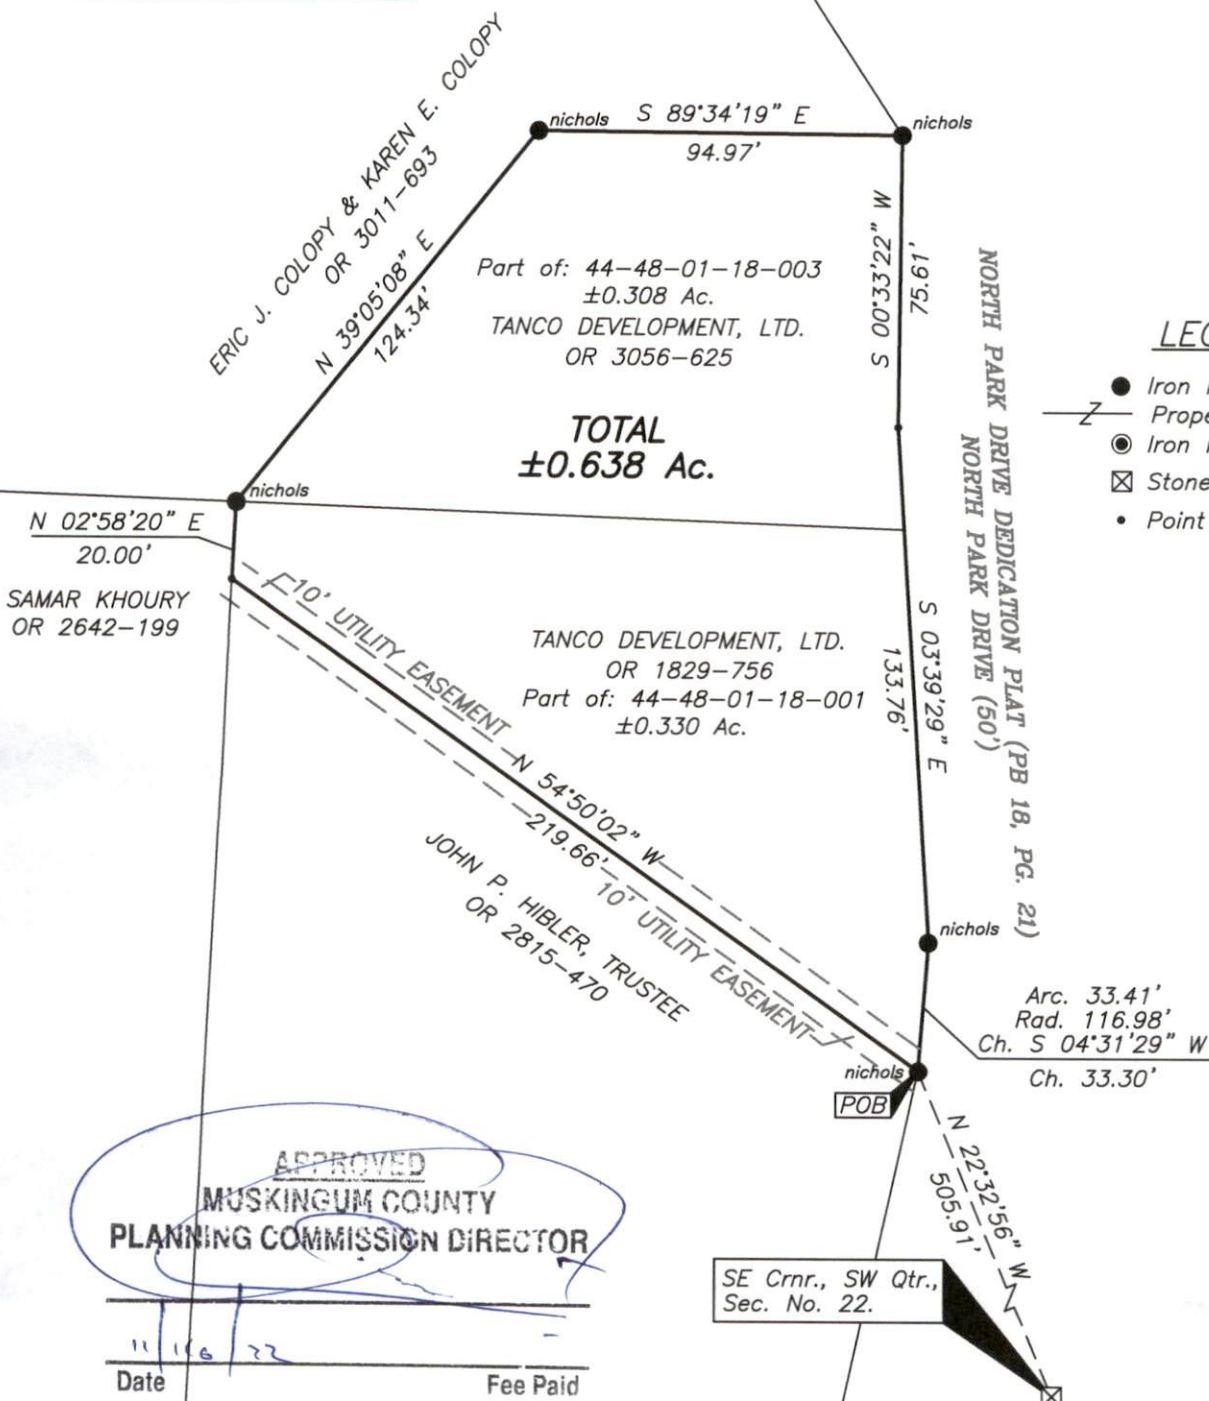 nichols
S 89°34'19" E
94.97'
nichols
ERIC J. COLOPY & KAREN E. COLOPY
OR 3011-693
N 39°05'08" E
124.34'
Part of: 44-48-01-18-003
±0.308 Ac.
TANCO DEVELOPMENT, LTD.
OR 3056-625
TOTAL
±0.638 Ac.
S 00°33'22" W
75.61'
NORTH PARK DRIVE DEDICATION PLAT (PB 18, PG. 21)
NORTH PARK DRIVE (50')
LEG
Iron
Prope
Iron
Stone
Point
nichols
N 02°58'20" E
20.00'
SAMAR KHOURY
OR 2642-199
10' UTILITY EASEMENT
TANCO DEVELOPMENT, LTD.
OR 1829-756
Part of: 44-48-01-18-001
±0.330 Ac.
S 03°39'29" E
133.76'
N 54°50'02" W
219.66'
10' UTILITY EASEMENT
JOHN P. HIBLER, TRUSTEE
OR 2815-470
nichols
Arc. 33.41'
Rad. 116.98'
Ch. S 04°31'29" W
Ch. 33.30'
nichols
POB
N 22°32'56" W
505.91'
SE Crnr., SW Qtr.,
Sec. No. 22.
APPROVED
MUSKINGUM COUNTY
PLANNING COMMISSION DIRECTOR
11/16/22
Date Fee Paid